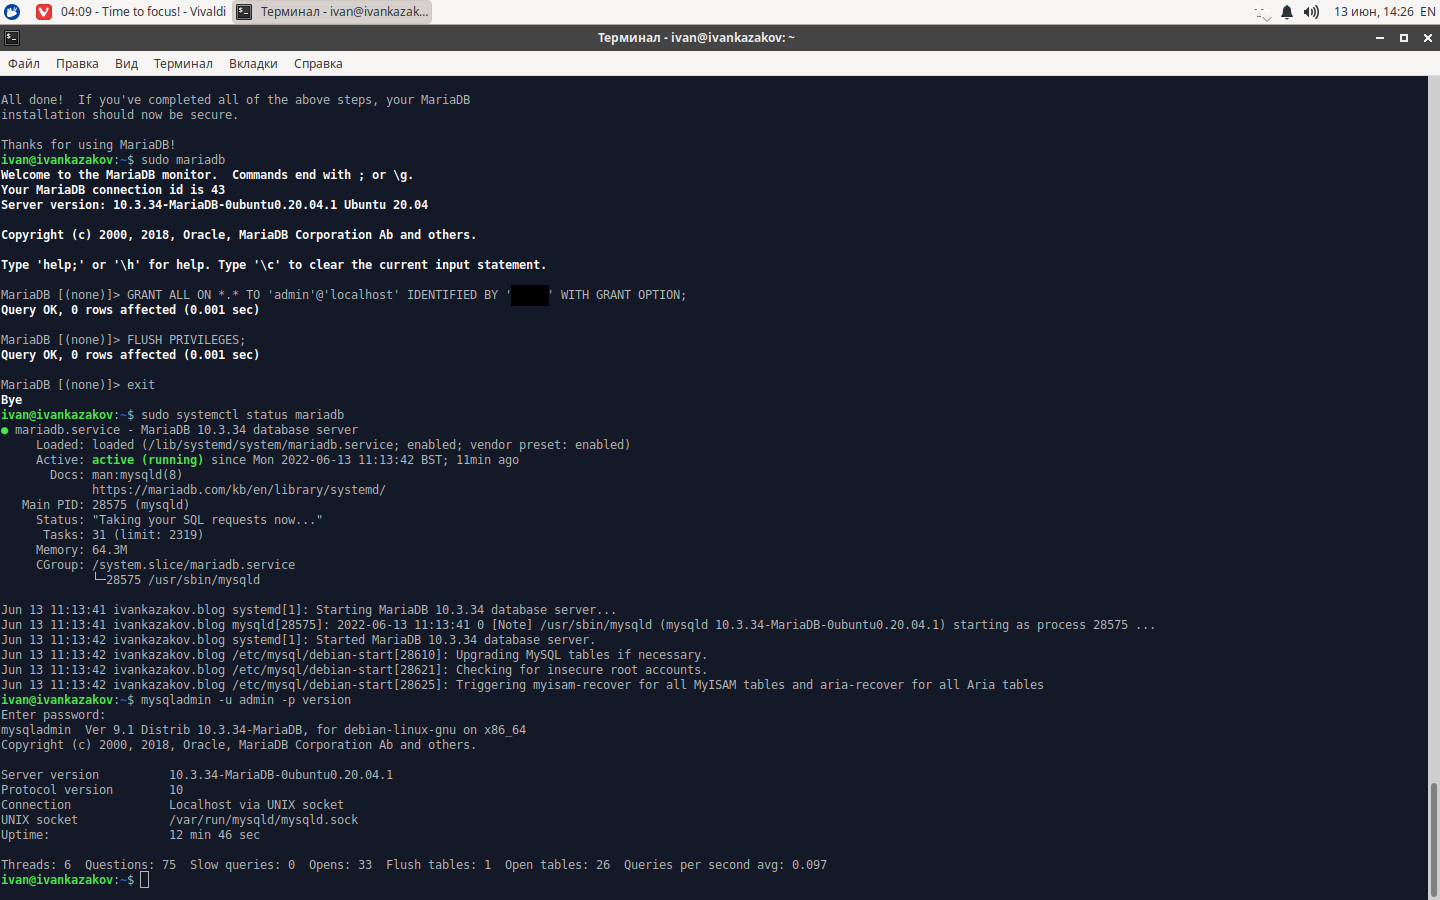 04:09 - Time to focus! - Vivaldi
Терминал - ivan@ivankazak...
13 июн, 14:26 EN
Терминал - ivan@ivankazakov: ~
Файл Правка Вид Терминал Вкладки Справка
All done!  If you've completed all of the above steps, your MariaDB
installation should now be secure.
Thanks for using MariaDB!
ivan@ivankazakov:~$ sudo mariadb
Welcome to the MariaDB monitor.  Commands end with ; or \g.
Your MariaDB connection id is 43
Server version: 10.3.34-MariaDB-0ubuntu0.20.04.1 Ubuntu 20.04
Copyright (c) 2000, 2018, Oracle, MariaDB Corporation Ab and others.
Type 'help;' or '\h' for help. Type '\c' to clear the current input statement.
MariaDB [(none)]> GRANT ALL ON *.* TO 'admin'@'localhost' IDENTIFIED BY '     ' WITH GRANT OPTION;
Query OK, 0 rows affected (0.001 sec)
MariaDB [(none)]> FLUSH PRIVILEGES;
Query OK, 0 rows affected (0.001 sec)
MariaDB [(none)]> exit
Bye
ivan@ivankazakov:~$ sudo systemctl status mariadb
● mariadb.service - MariaDB 10.3.34 database server
Loaded: loaded (/lib/systemd/system/mariadb.service; enabled; vendor preset: enabled)
Active: active (running) since Mon 2022-06-13 11:13:42 BST; 11min ago
Docs: man:mysqld(8)
https://mariadb.com/kb/en/library/systemd/
Main PID: 28575 (mysqld)
Status: "Taking your SQL requests now..."
Tasks: 31 (limit: 2319)
Memory: 64.3M
CGroup: /system.slice/mariadb.service
└─28575 /usr/sbin/mysqld
Jun 13 11:13:41 ivankazakov.blog systemd[1]: Starting MariaDB 10.3.34 database server...
Jun 13 11:13:41 ivankazakov.blog mysqld[28575]: 2022-06-13 11:13:41 0 [Note] /usr/sbin/mysqld (mysqld 10.3.34-MariaDB-0ubuntu0.20.04.1) starting as process 28575 ...
Jun 13 11:13:42 ivankazakov.blog systemd[1]: Started MariaDB 10.3.34 database server.
Jun 13 11:13:42 ivankazakov.blog /etc/mysql/debian-start[28610]: Upgrading MySQL tables if necessary.
Jun 13 11:13:42 ivankazakov.blog /etc/mysql/debian-start[28621]: Checking for insecure root accounts.
Jun 13 11:13:42 ivankazakov.blog /etc/mysql/debian-start[28625]: Triggering myisam-recover for all MyISAM tables and aria-recover for all Aria tables
ivan@ivankazakov:~$ mysqladmin -u admin -p version
Enter password:
mysqladmin  Ver 9.1 Distrib 10.3.34-MariaDB, for debian-linux-gnu on x86_64
Copyright (c) 2000, 2018, Oracle, MariaDB Corporation Ab and others.
Server version          10.3.34-MariaDB-0ubuntu0.20.04.1
Protocol version        10
Connection              Localhost via UNIX socket
UNIX socket             /var/run/mysqld/mysqld.sock
Uptime:                 12 min 46 sec
Threads: 6  Questions: 75  Slow queries: 0  Opens: 33  Flush tables: 1  Open tables: 26  Queries per second avg: 0.097
ivan@ivankazakov:~$